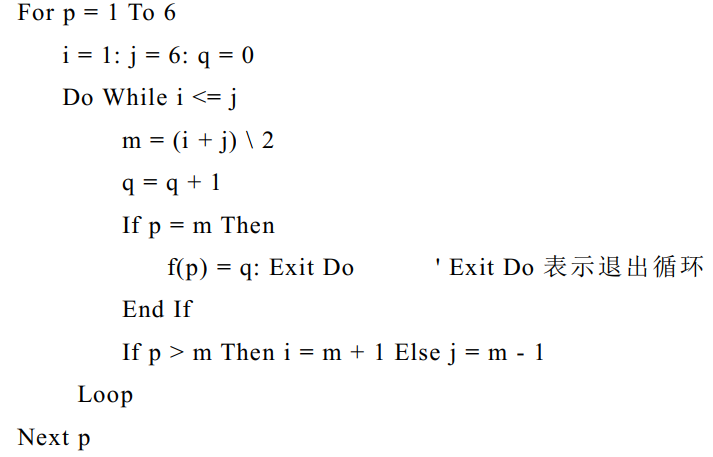 For p = 1 To 6
i = 1: j = 6: q = 0
Do While i <= j
m = (i + j) \ 2
q = q + 1
If p = m Then
f(p) = q: Exit Do ' Exit Do 表示退出循环
End If
If p > m Then i = m + 1 Else j = m - 1
Loop
Next p